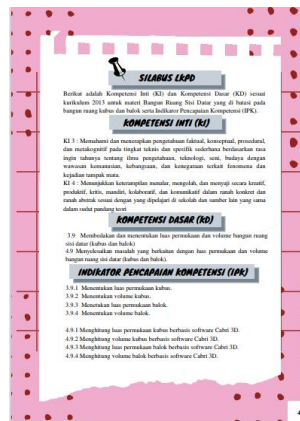 SILABUS LKPD
Berikut adalah Kompetensi Inti (KI) dan Kompetensi Dasar (KD) sesuai
kurikulum 2013 untuk materi Bangun Ruang Sisi Datar yang di batasi pada
bangun ruang kubus dan balok serta Indikator Pencapaian Kompetensi (IPK).
KOMPETENSI INTI (KI)
KI 3 : Memahami dan menerapkan pengetahuan faktual, konseptual, prosedural,
dan metakognitif pada tingkat teknis dan spesifik sederhana berdasarkan rasa
ingin tahunya tentang ilmu pengetahuan, teknologi, seni, budaya dengan
wawasan kemanusian, kebangsaan, dan kenegaraan terkait fenomena dan
kejadian tampak mata.
KI 4 : Menunjukkan keterampilan menalar, mengolah, dan menyaji secara kreatif,
produktif, kritis, mandiri, kolaboratif, dan komunikatif dalam ranah konkret dan
ranah abstrak sesuai dengan yang dipelajari di sekolah dan sumber lain yang sama
dalam sudut pandang teori
KOMPETENSI DASAR (KD)
3.9 Membedakan dan menentukan luas permukaan dan volume bangun ruang
sisi datar (kubus dan balok)
4.9 Menyelesaikan masalah yang berkaitan dengan luas permukaan dan volume
bangun ruang sisi datar (kubus dan balok).
INDIKATOR PENCAPAIAN KOMPETENSI (IPK)
3.9.1 Menentukan luas permukaan kubus.
3.9.2 Menentukan volume kubus.
3.9.3 Menentukan luas permukaan balok.
3.9.4 Menentukan volume balok.
4.9.1 Menghitung luas permukaan kubus berbasis software Cabri 3D.
4.9.2 Menghitung volume kubus berbasis software Cabri 3D.
4.9.3 Menghitung luas permukaan balok berbasis software Cabri 3D.
4.9.4 Menghitung volume balok berbasis software Cabri 3D.
4